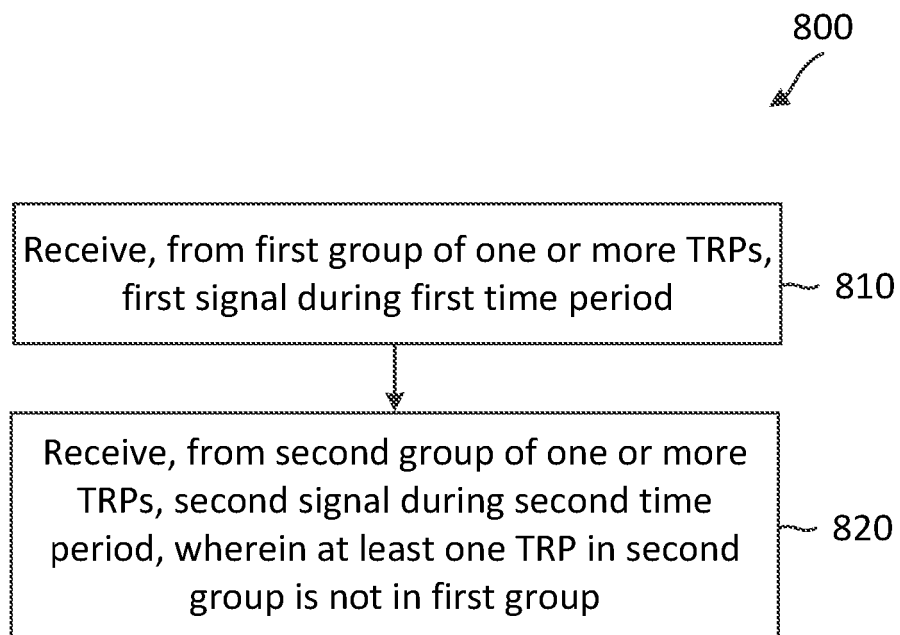 800
Receive, from first group of one or more TRPs,
first signal during first time period
810
Receive, from second group of one or more
TRPs, second signal during second time
period, wherein at least one TRP in second
group is not in first group
820